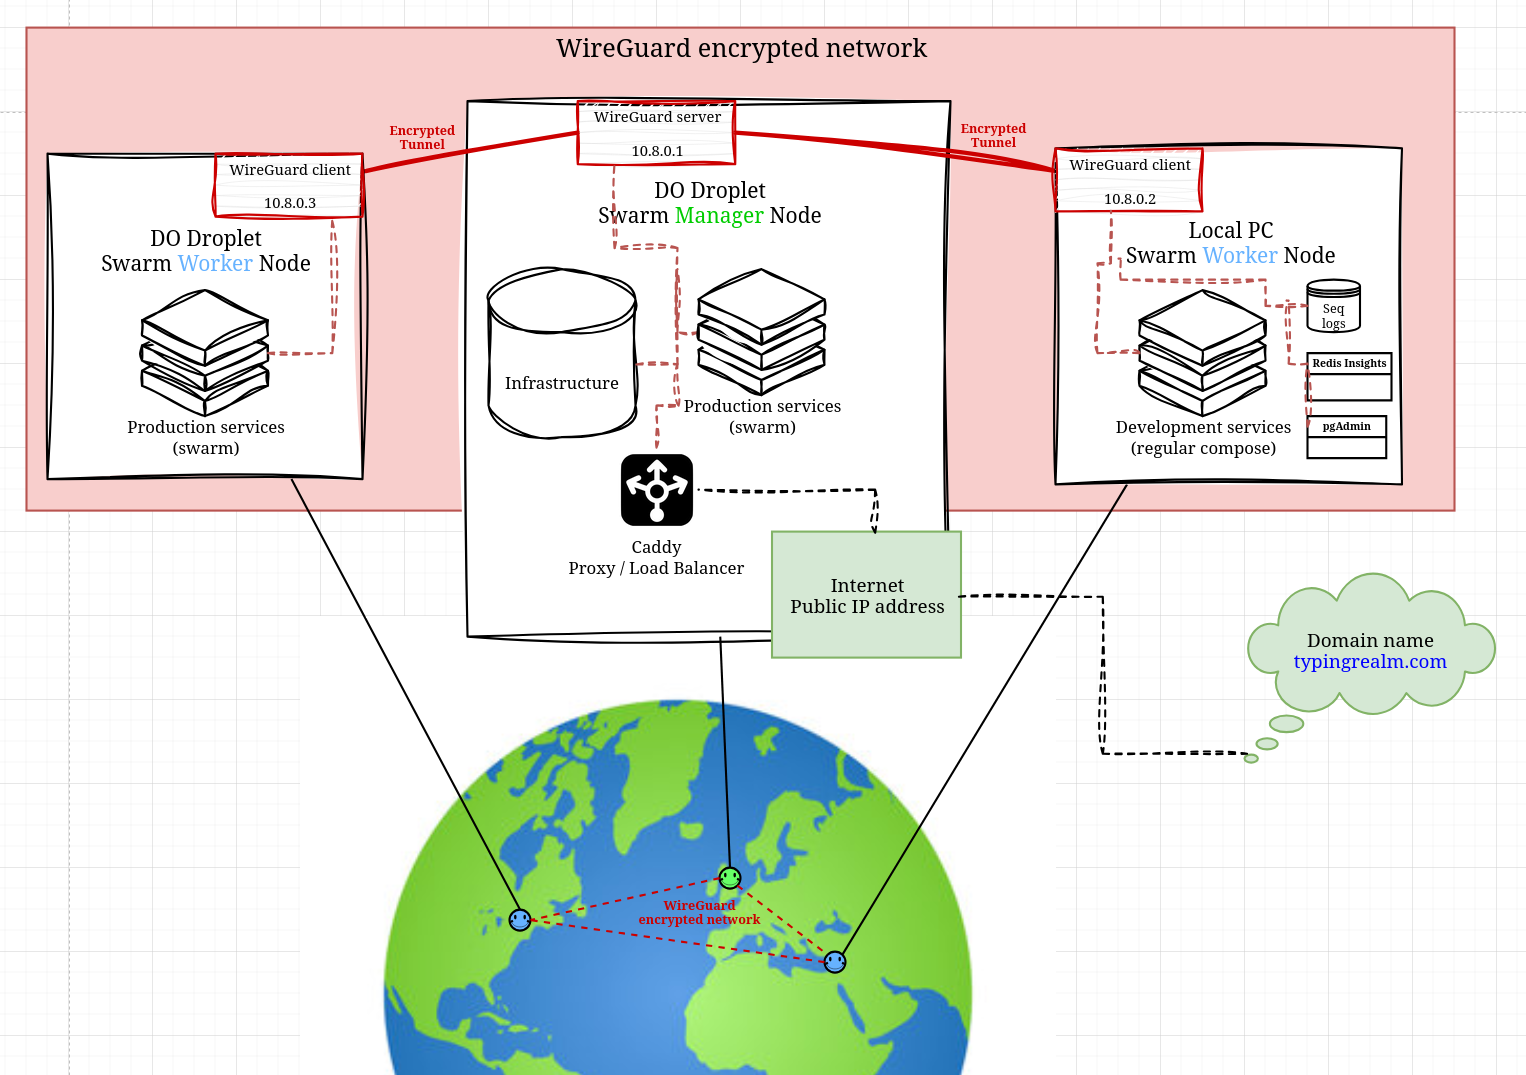 WireGuard encrypted network
Encrypted
Tunnel
WireGuard server
10.8.0.1
Encrypted
Tunnel
WireGuard client
10.8.0.3
DO Droplet
Swarm Worker Node
Production services
(swarm)
DO Droplet
Swarm Manager Node
Infrastructure
Production services
(swarm)
Caddy
Proxy / Load Balancer
WireGuard client
10.8.0.2
Local PC
Swarm Worker Node
Seq
logs
Redis Insights
pgAdmin
Development services
(regular compose)
Internet
Public IP address
Domain name
typingrealm.com
WireGuard
encrypted network